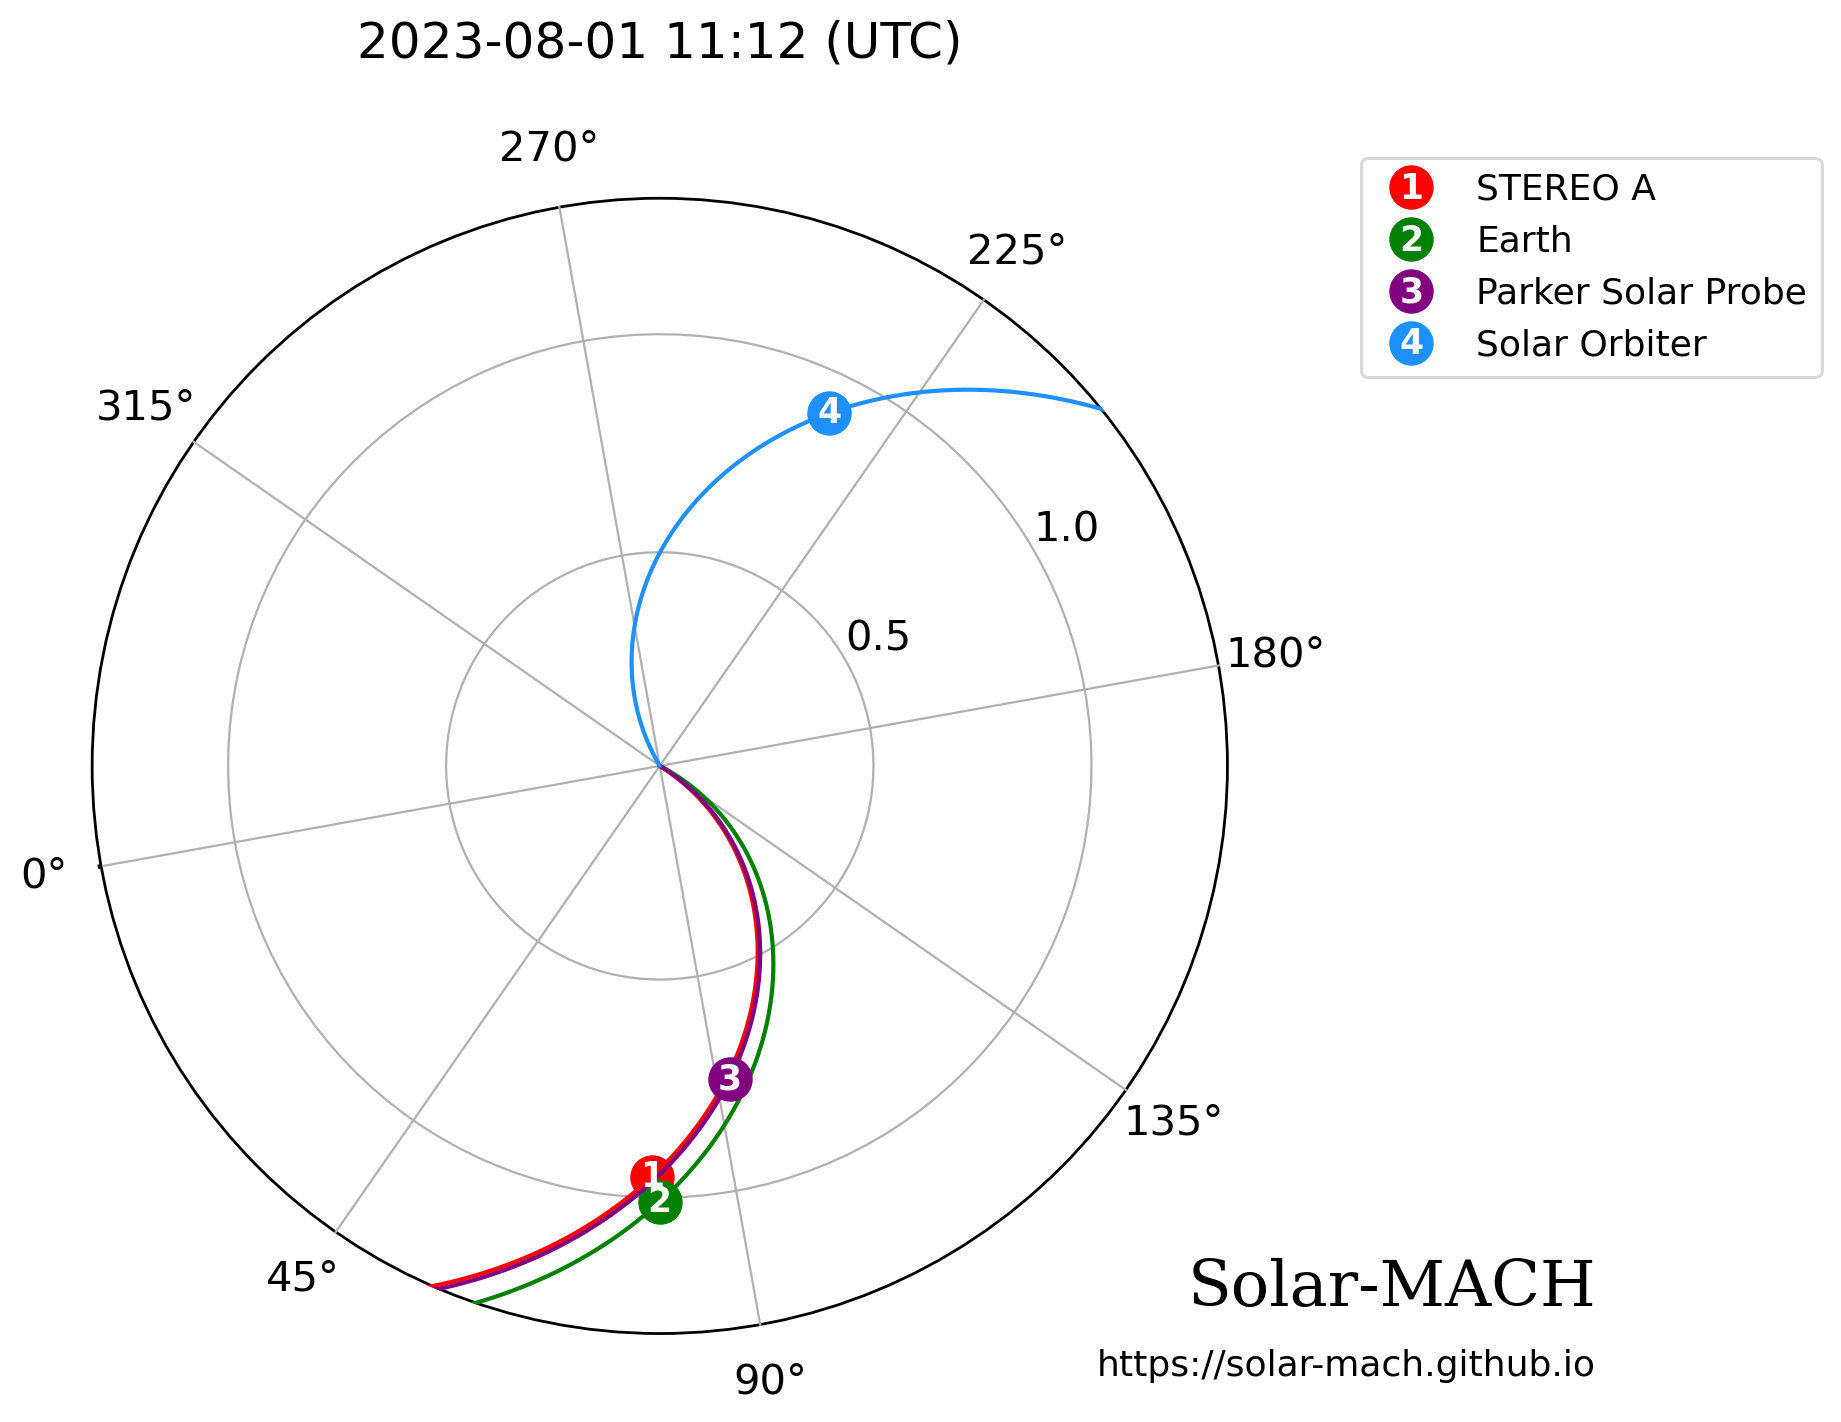 2023-08-01 11:12 (UTC)
270°
225°
315°
1 STEREO A
2 Earth
3 Parker Solar Probe
4 Solar Orbiter
4
1.0
0.5
180°
0°
3
135°
1
2
45°
90°
Solar-MACH
https://solar-mach.github.io